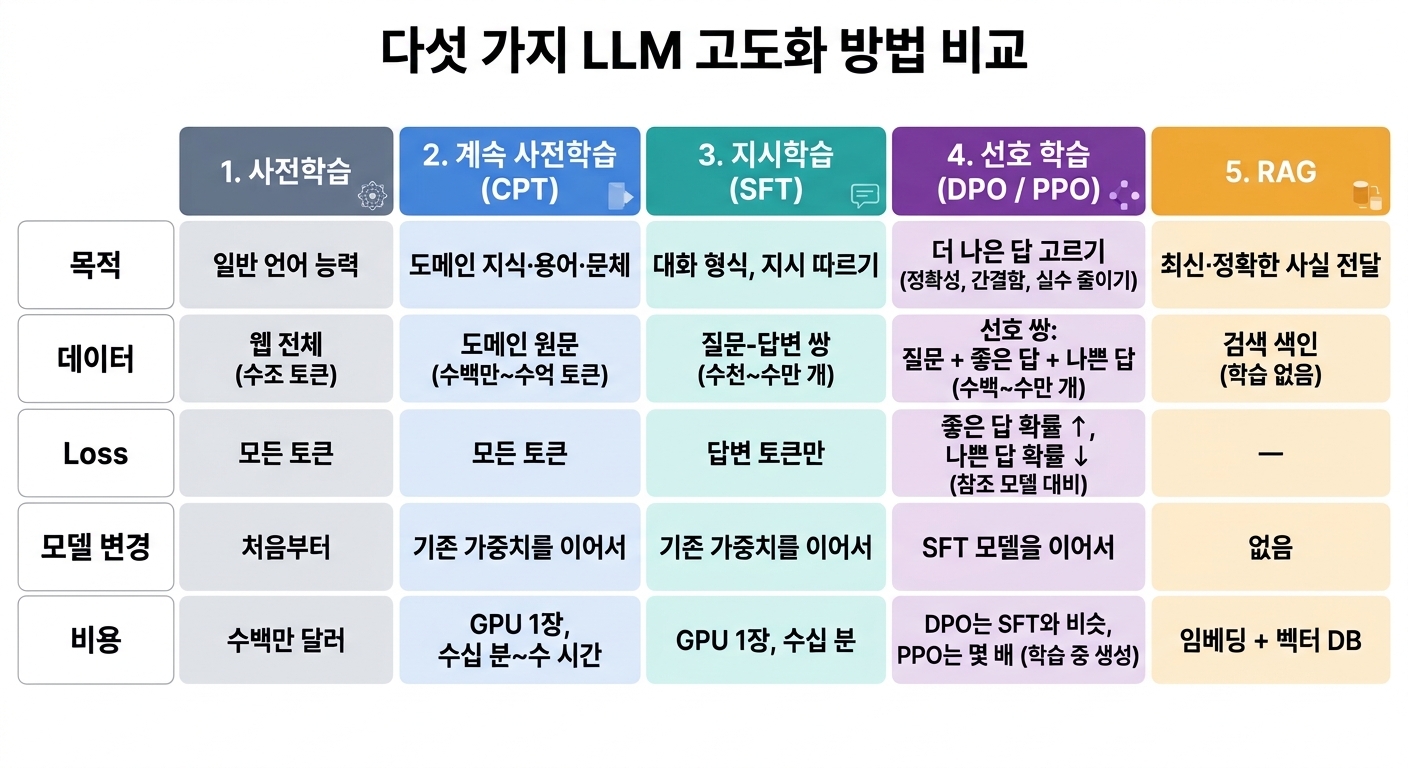 다섯 가지 LLM 고도화 방법 비교
1. 사전학습
2. 계속 사전학습
(CPT)
3. 지시학습
(SFT)
4. 선호 학습
(DPO / PPO)
5. RAG
목적
일반 언어 능력
도메인 지식·용어·문체
대화 형식, 지시 따르기
더 나은 답 고르기
(정확성, 간결함, 실수 줄이기)
최신·정확한 사실 전달
데이터
웹 전체
(수조 토큰)
도메인 원문
(수백만~수억 토큰)
질문-답변 쌍
(수천~수만 개)
선호 쌍:
질문 + 좋은 답 + 나쁜 답
(수백~수만 개)
검색 색인
(학습 없음)
Loss
모든 토큰
모든 토큰
답변 토큰만
좋은 답 확률 ↑,
나쁜 답 확률 ↓
(참조 모델 대비)
—
모델 변경
처음부터
기존 가중치를 이어서
기존 가중치를 이어서
SFT 모델을 이어서
없음
비용
수백만 달러
GPU 1장,
수십 분~수 시간
GPU 1장, 수십 분
DPO는 SFT와 비슷,
PPO는 몇 배 (학습 중 생성)
임베딩 + 벡터 DB